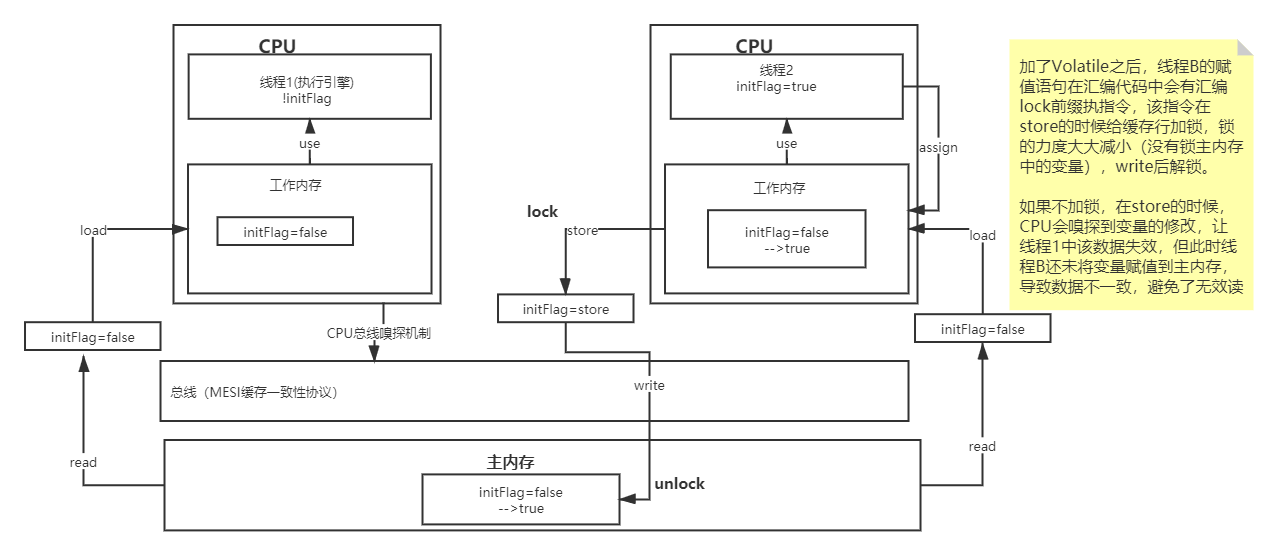 CPU
线程1(执行引擎)
!initFlag
use
工作内存
initFlag=false
load
initFlag=false
read
CPU总线嗅探机制
CPU
线程2
initFlag=true
use
assign
工作内存
initFlag=false
-->true
lock
store
initFlag=store
write
load
initFlag=false
read
总线（MESI缓存一致性协议）
主内存
initFlag=false
-->true
unlock
加了Volatile之后，线程B的赋
值语句在汇编代码中会有汇编
lock前缀执指令，该指令在
store的时候给缓存行加锁，锁
的力度大大减小（没有锁主内存
中的变量），write后解锁。
如果不加锁，在store的时候，
CPU会嗅探到变量的修改，让
线程1中该数据失效，但此时线
程B还未将变量赋值到主内存，
导致数据不一致，避免了无效读